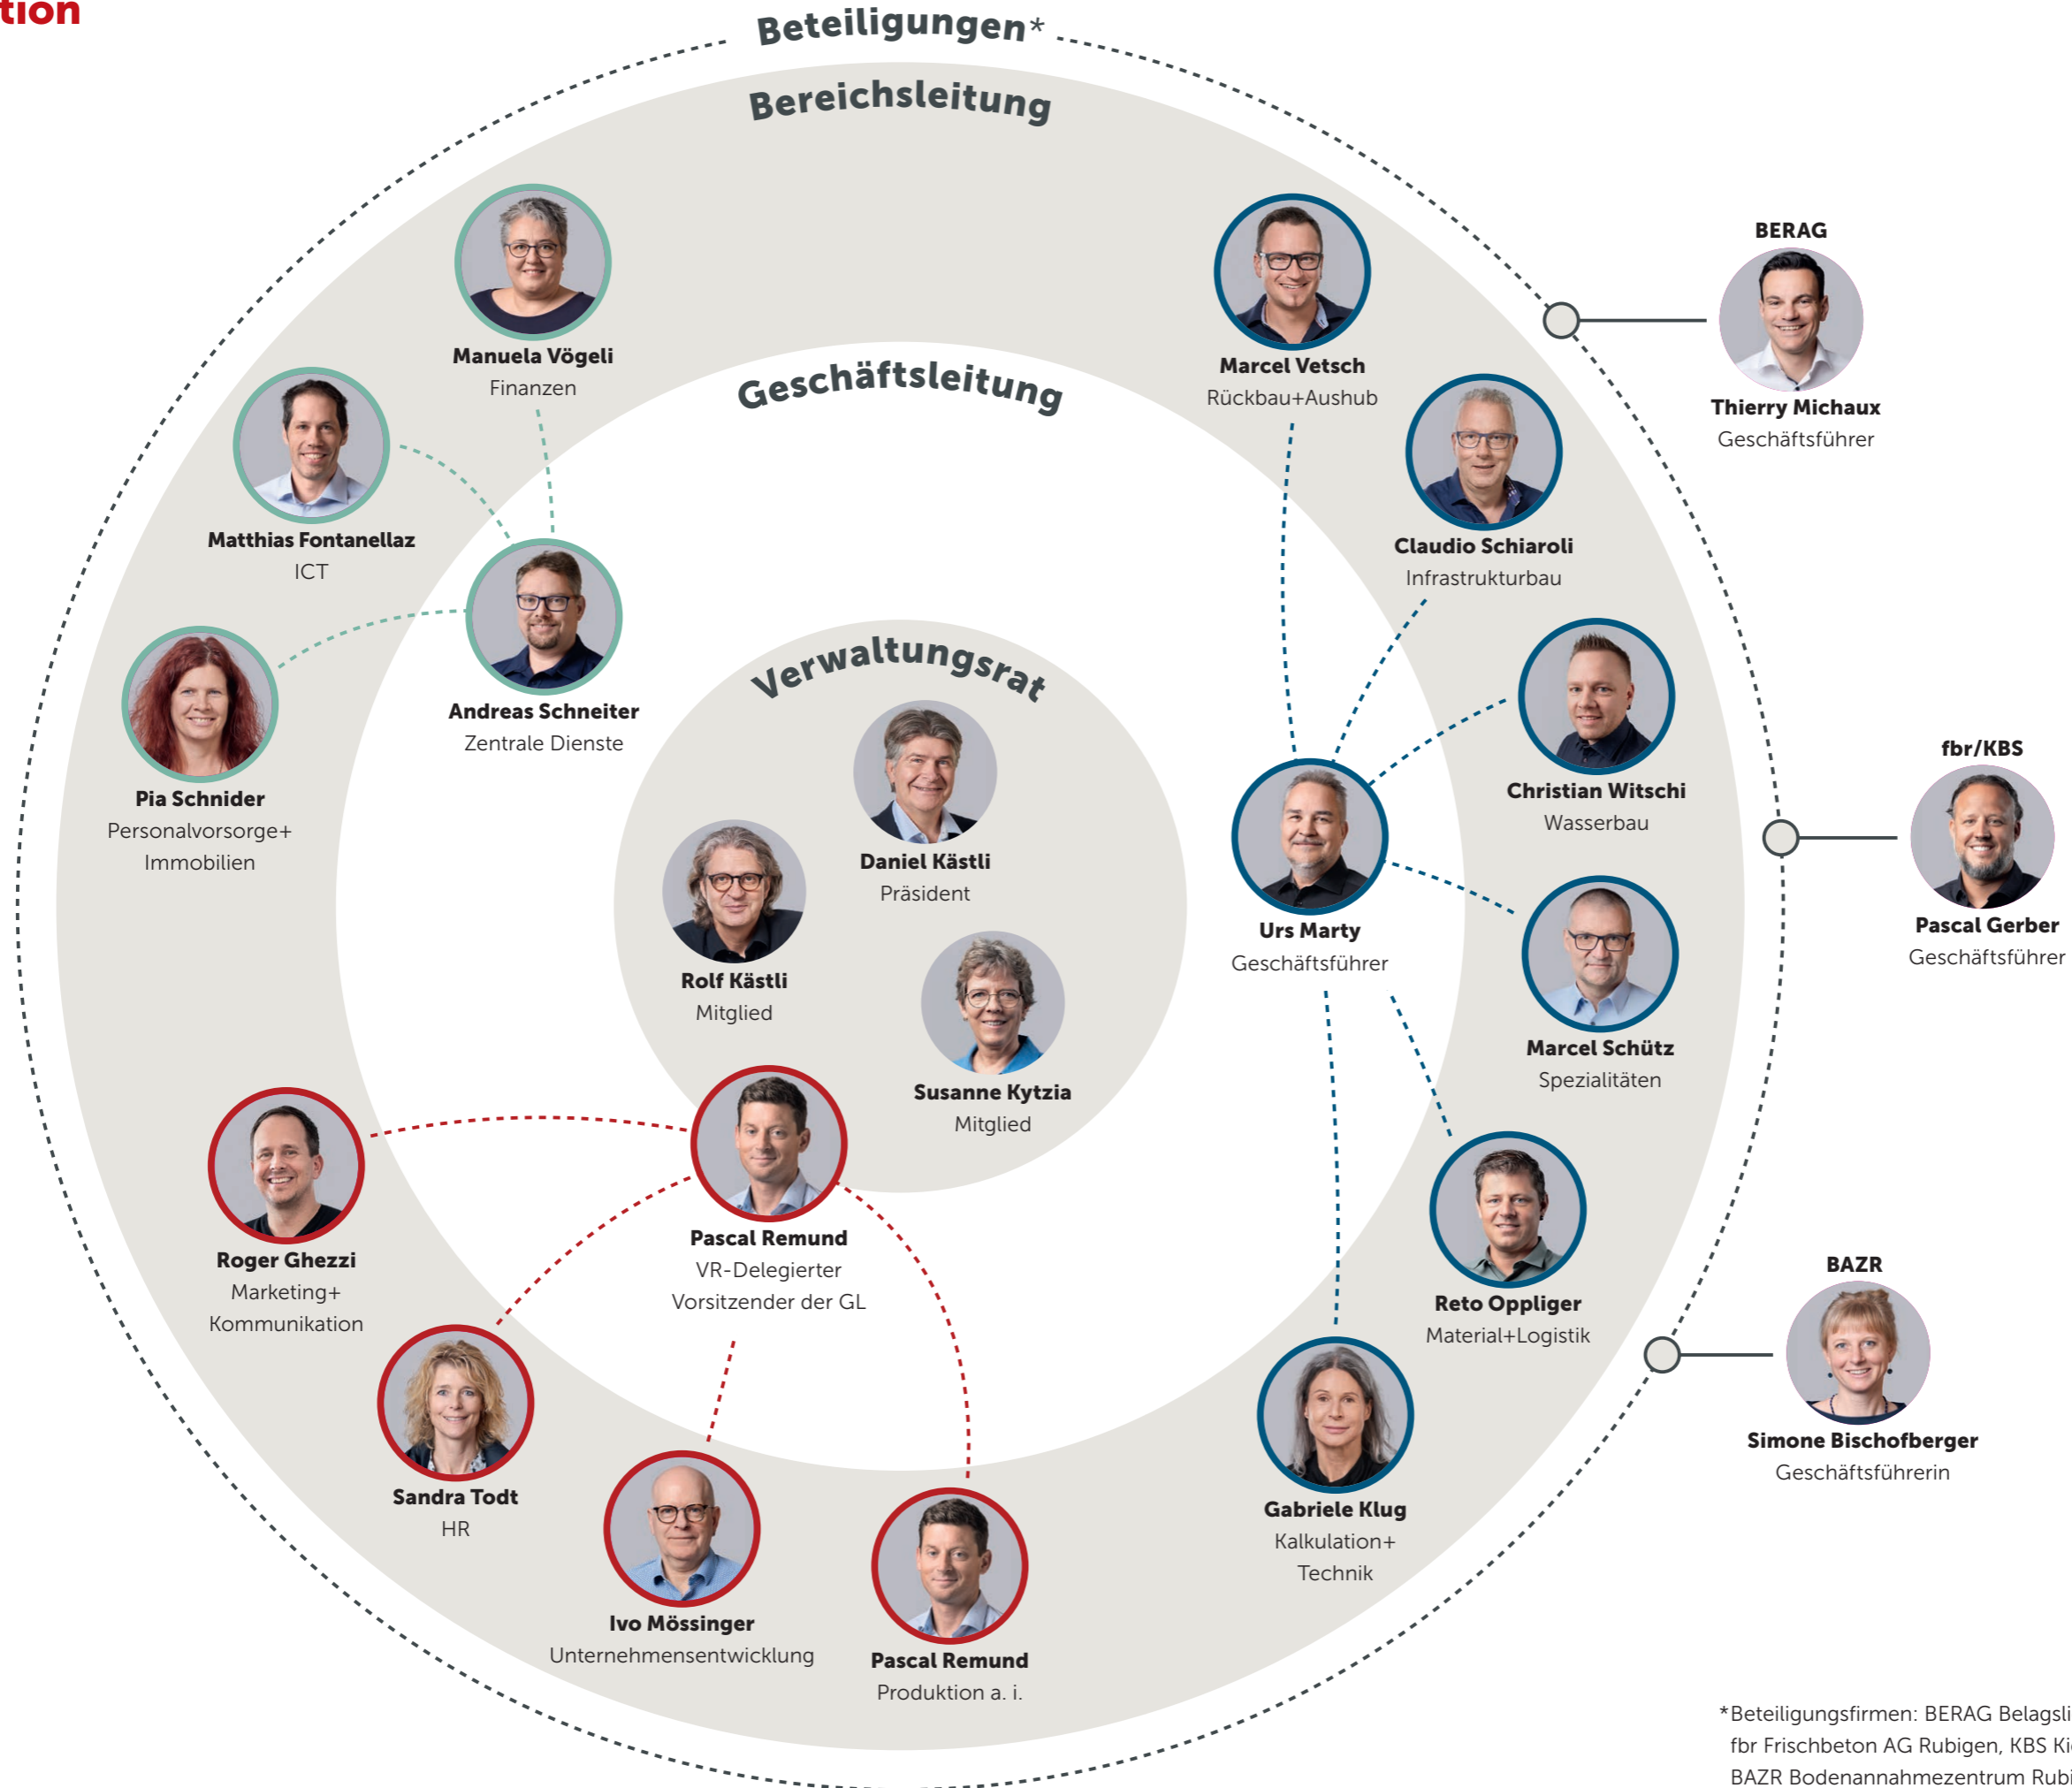 Beteiligungen*
Bereichsleitung
Manuela Vögeli
Finanzen
Matthias Fontanellaz
ICT
Pia Schnider
Personalvorsorge+
Immobilien
Geschäftsleitung
Andreas Schneiter
Zentrale Dienste
Verwaltungsrat
Daniel Kästli
Präsident
Rolf Kästli
Mitglied
Susanne Kytzia
Mitglied
Pascal Remund
VR-Delegierter
Vorsitzender der GL
Roger Ghezzi
Marketing+
Kommunikation
Sandra Todt
HR
Ivo Mössinger
Unternehmensentwicklung
Pascal Remund
Produktion a. i.
Marcel Vetsch
Rückbau+Aushub
Claudio Schiaroli
Infrastrukturbau
Christian Witschi
Wasserbau
Urs Marty
Geschäftsführer
Marcel Schütz
Spezialitäten
Reto Oppliger
Material+Logistik
Gabriele Klug
Kalkulation+
Technik
BERAG
Thierry Michaux
Geschäftsführer
fbr/KBS
Pascal Gerber
Geschäftsführer
BAZR
Simone Bischofberger
Geschäftsführerin
*Beteiligungsfirmen: BERAG
fbr Frischbeton AG Rubigen, KBS
BAZR Bodenannahmezentrum